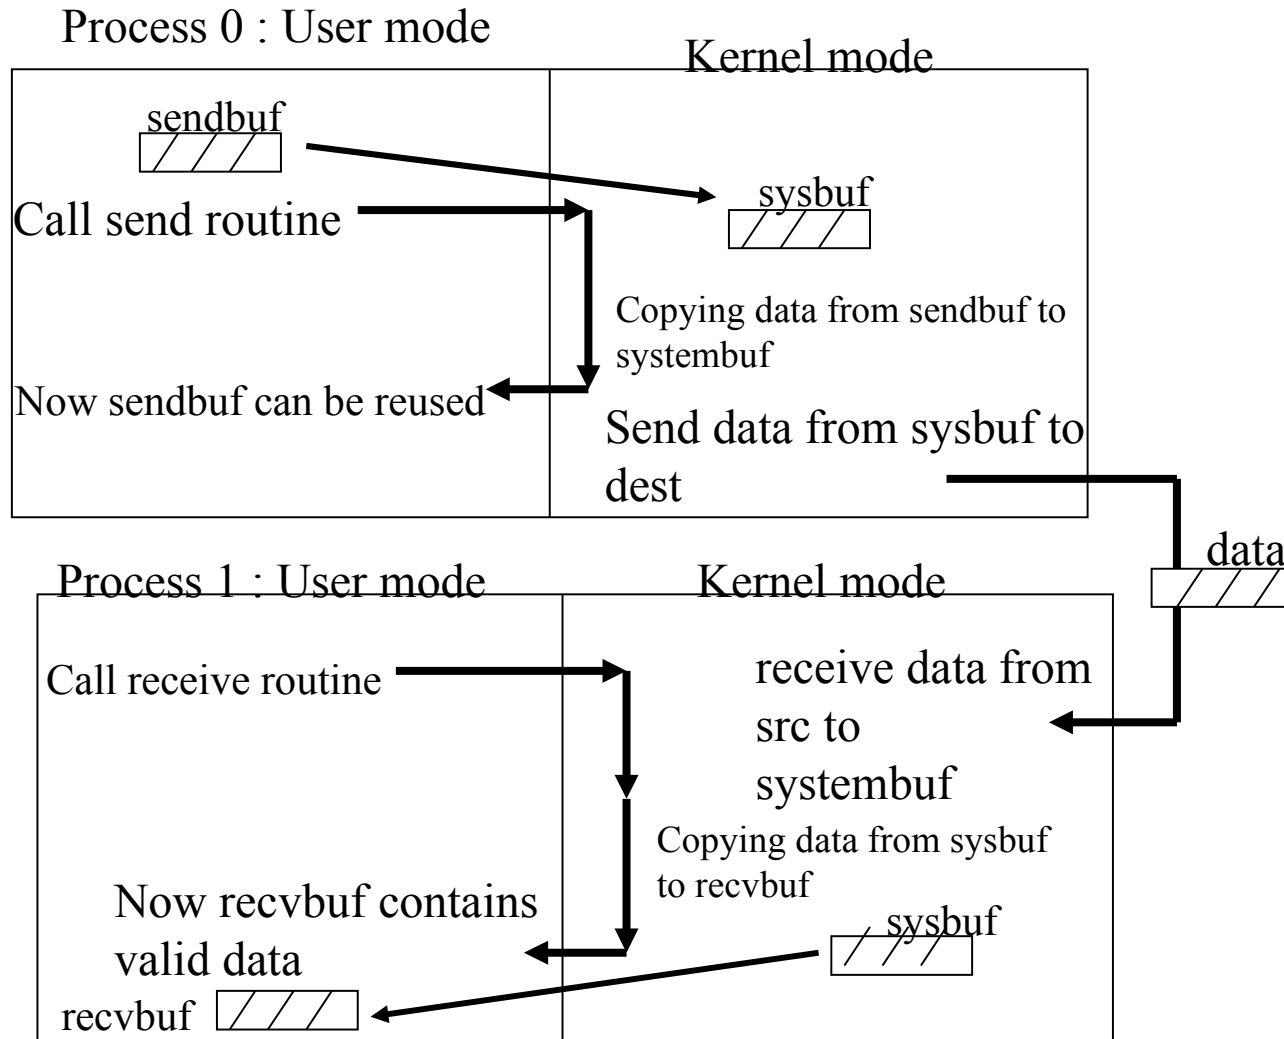 Process 0 : User mode
Kernel mode
sendbuf
sysbuf
Call send routine
Copying data from sendbuf to
systembuf
Now sendbuf can be reused
Send data from sysbuf to
dest
data
Process 1 : User mode
Kernel mode
Call receive routine
receive data from
src to
systembuf
Copying data from sysbuf
to recvbuf
Now recvbuf contains
valid data
sysbuf
recvbuf